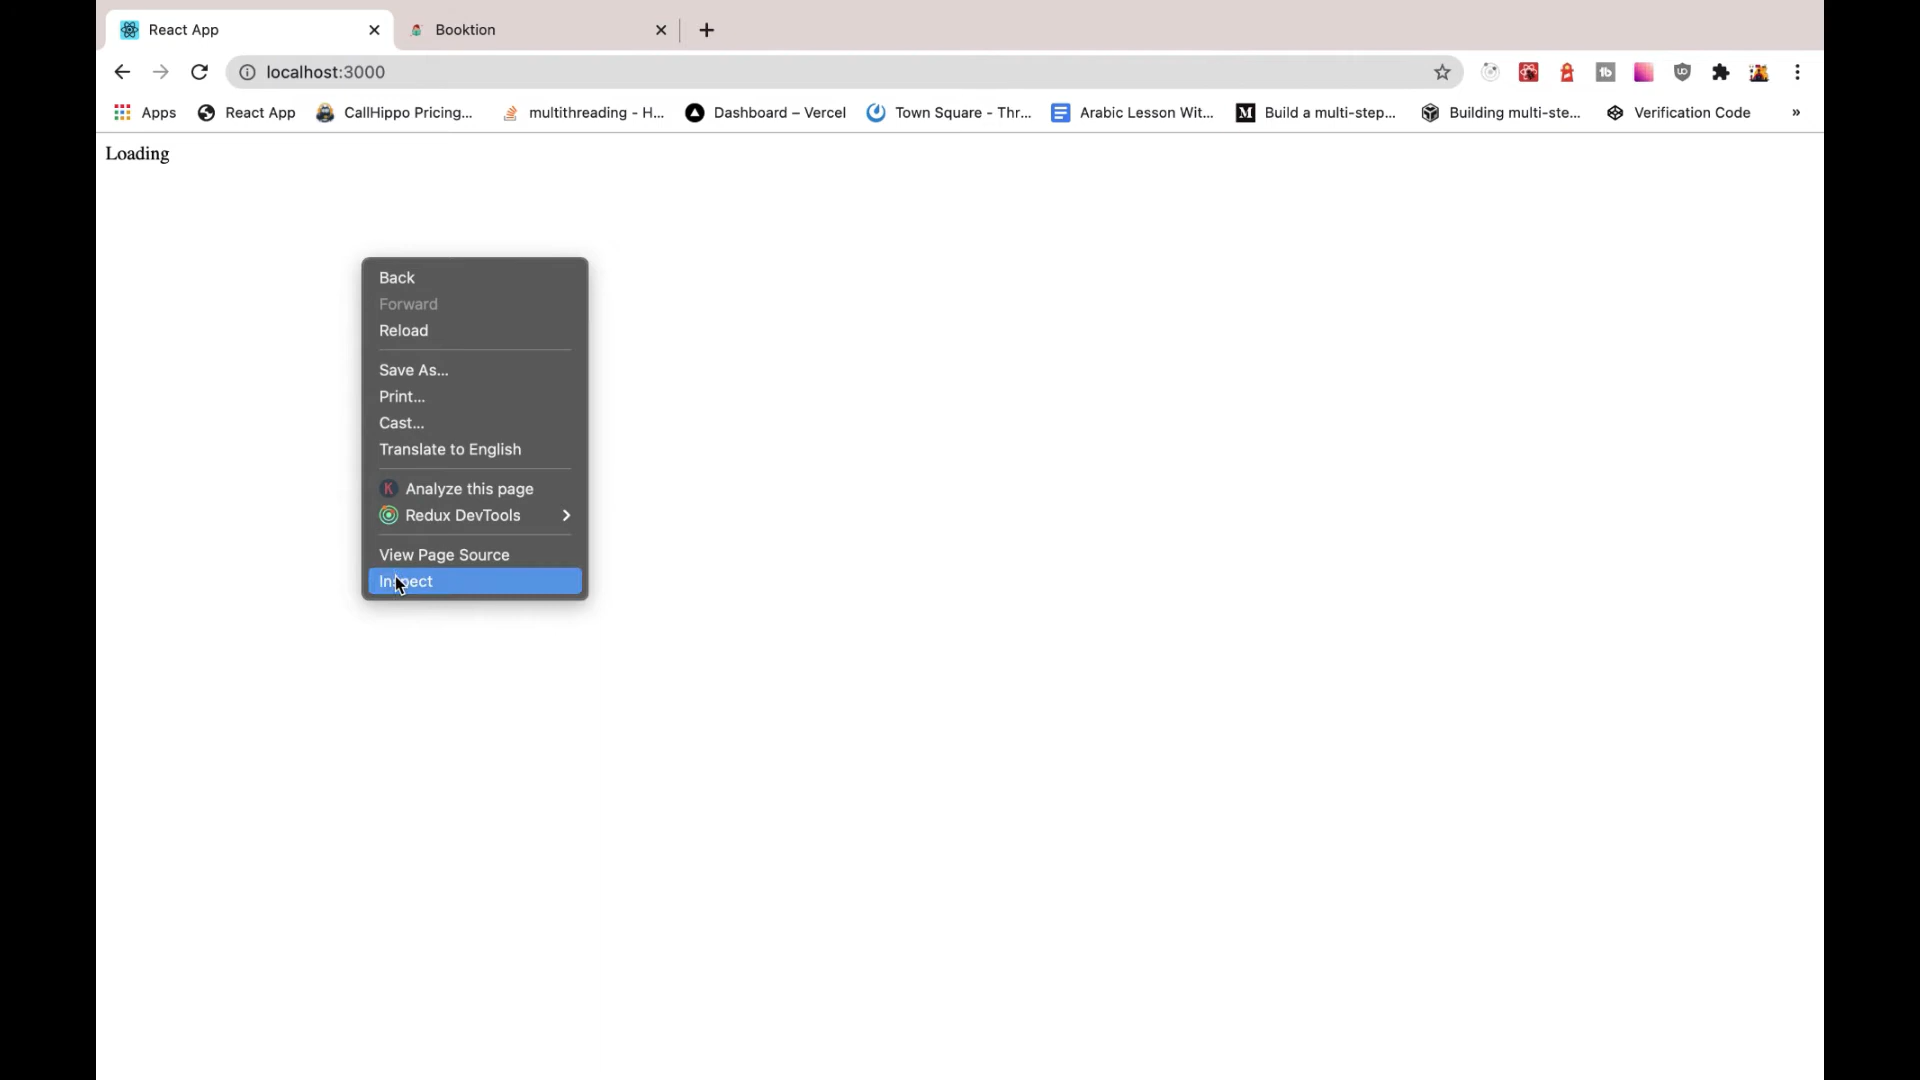 React App
Booktion
localhost:3000
Apps
React App
CallHippo Pricing...
multithreading - H...
Dashboard – Vercel
Town Square - Thr...
Arabic Lesson Wit...
Build a multi-step...
Building multi-ste...
Verification Code
»
Loading
Back
Forward
Reload
Save As...
Print...
Cast...
Translate to English
K Analyze this page
Redux DevTools
View Page Source
Inspect